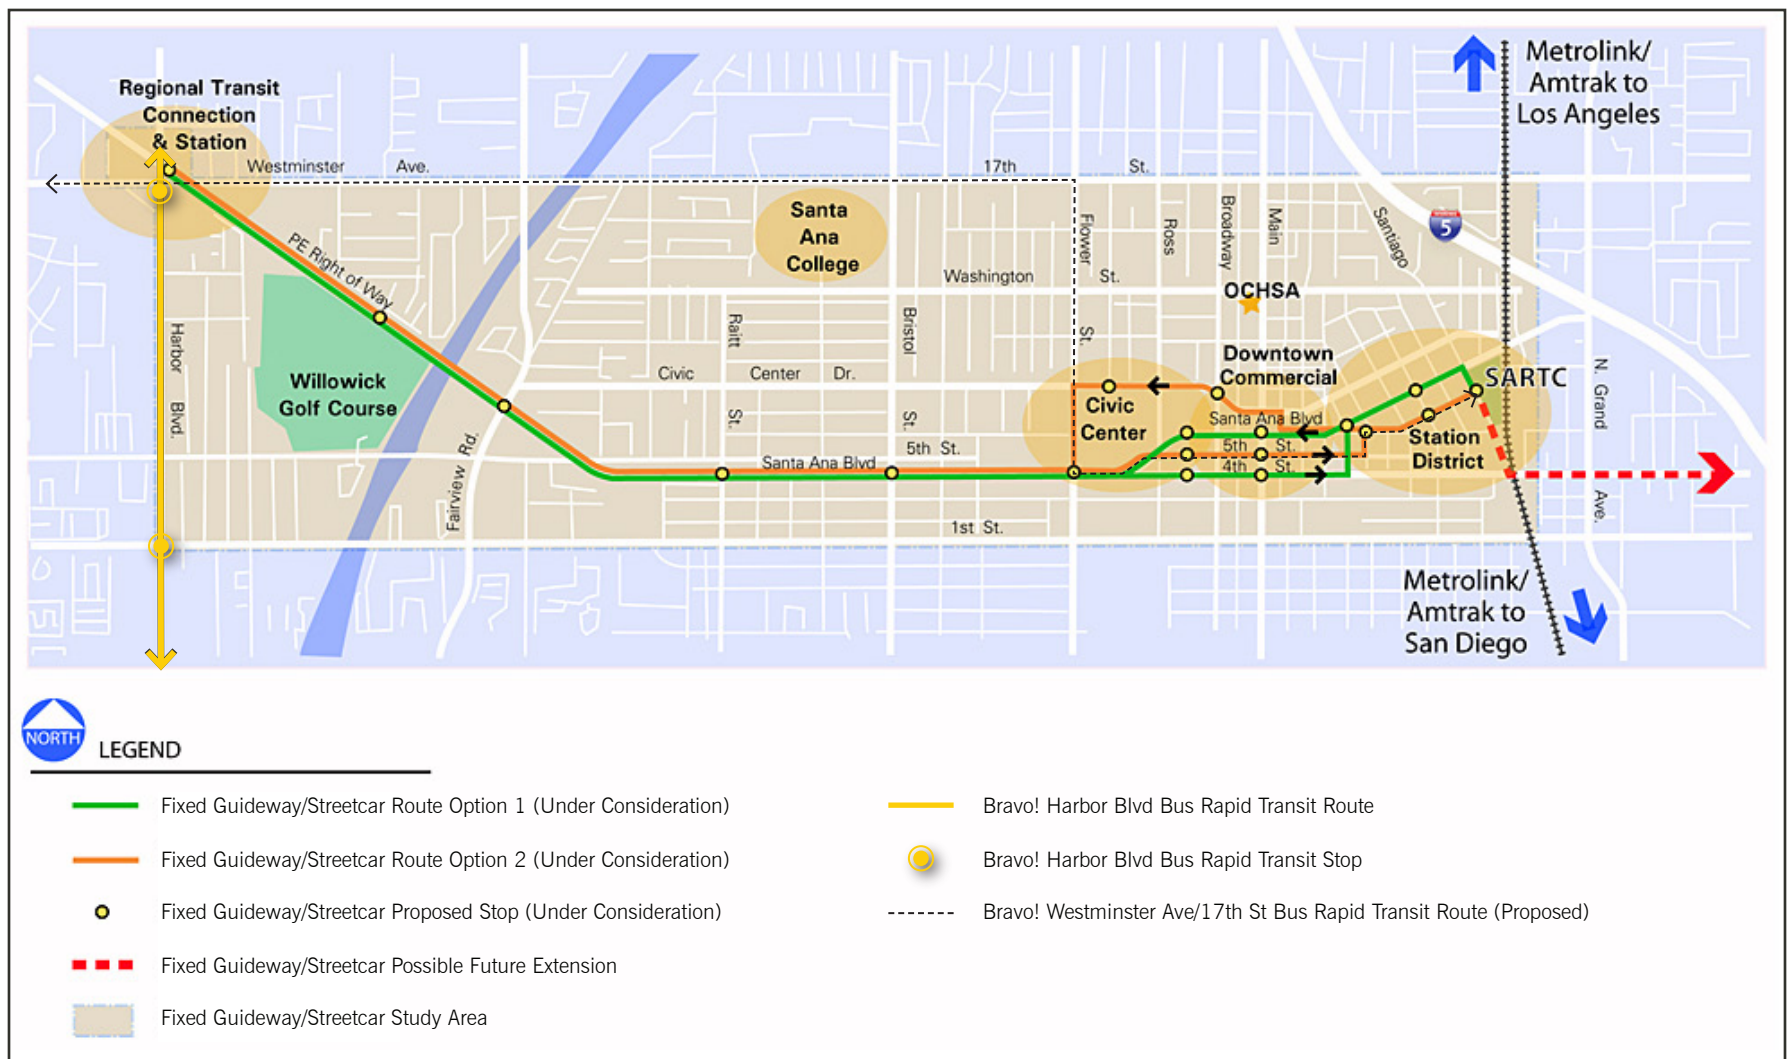 Metrolink/
Amtrak to
Los Angeles
Regional Transit
Connection
& Station
Westminster Ave.
17th St.
Santa
Ana
College
Flower St.
Ross
Broadway
Main
Santiago
INTERSTATE
5
PE Right of Way
Washington St.
OCHSA
Harbor Blvd.
Willowick
Golf Course
Raitt St.
Bristol St.
Civic Center Dr.
Downtown
Commercial
SARTC
N. Grand Ave.
Civic
Center
Santa Ana Blvd
5th St.
4th St.
Station
District
5th St.
Santa Ana Blvd
Fairview Rd.
1st St.
Metrolink/
Amtrak to
San Diego
NORTH
LEGEND
Fixed Guideway/Streetcar Route Option 1 (Under Consideration)
Fixed Guideway/Streetcar Route Option 2 (Under Consideration)
Fixed Guideway/Streetcar Proposed Stop (Under Consideration)
Fixed Guideway/Streetcar Possible Future Extension
Fixed Guideway/Streetcar Study Area
Bravo! Harbor Blvd Bus Rapid Transit Route
Bravo! Harbor Blvd Bus Rapid Transit Stop
Bravo! Westminster Ave/17th St Bus Rapid Transit Route (Proposed)